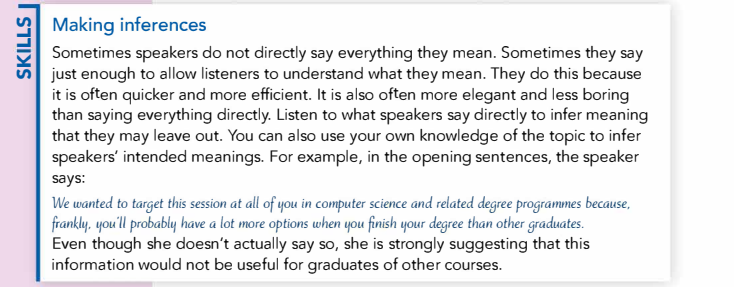 SKILLS
Making inferences
Sometimes speakers do not directly say everything they mean. Sometimes they say
just enough to allow listeners to understand what they mean. They do this because
it is often quicker and more efficient. It is also often more elegant and less boring
than saying everything directly. Listen to what speakers say directly to infer meaning
that they may leave out. You can also use your own knowledge of the topic to infer
speakers' intended meanings. For example, in the opening sentences, the speaker
says:
We wanted to target this session at all of you in computer science and related degree programmes because,
frankly, you'll probably have a lot more options when you finish your degree than other graduates.
Even though she doesn't actually say so, she is strongly suggesting that this
information would not be useful for graduates of other courses.